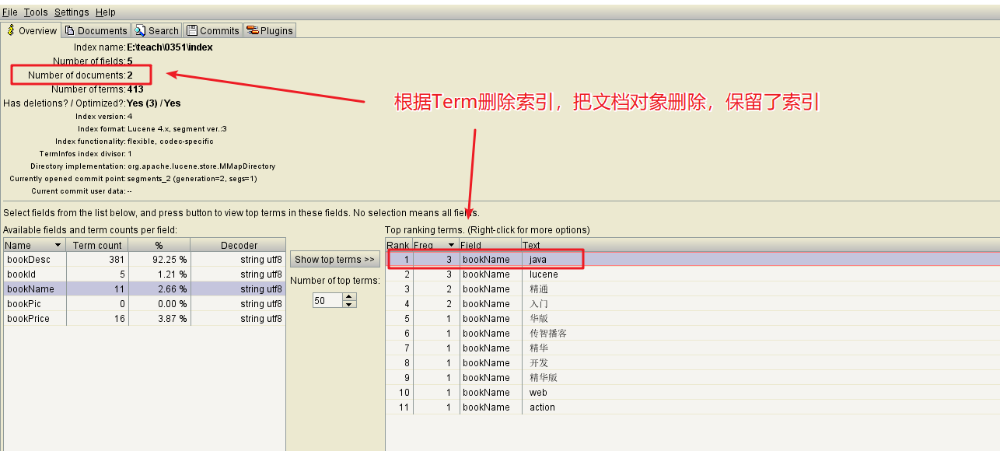 File Tools Settings Help
Overview Documents Search Commits Plugins
Index name: E:\teach\0351\index
Number of fields: 5
Number of documents: 2
Number of terms: 413
Has deletions? / Optimized?: Yes (3) / Yes
Index version: 4
Index format: Lucene 4.x, segment ver.:3
Index functionality: flexible, codec-specific
TermInfos index divisor: 1
Directory implementation: org.apache.lucene.store.MMapDirectory
Currently opened commit point: segments_2 (generation=2, segs=1)
Current commit user data: --
根据Term删除索引，把文档对象删除，保留了索引
Select fields from the list below, and press button to view top terms in these fields. No selection means all fields.
Available fields and term counts per field:
Name Term count % Decoder
bookDesc 381 92.25 % string utf8
bookId 5 1.21 % string utf8
bookName 11 2.66 % string utf8
bookPic 0 0.00 % string utf8
bookPrice 16 3.87 % string utf8
Show top terms >>
Number of top terms:
50
Top ranking terms. (Right-click for more options)
Rank Freq Field Text
1 3 bookName java
2 3 bookName lucene
3 2 bookName 精通
4 2 bookName 入门
5 1 bookName 华版
6 1 bookName 传智播客
7 1 bookName 精华
8 1 bookName 开发
9 1 bookName 精华版
10 1 bookName web
11 1 bookName action